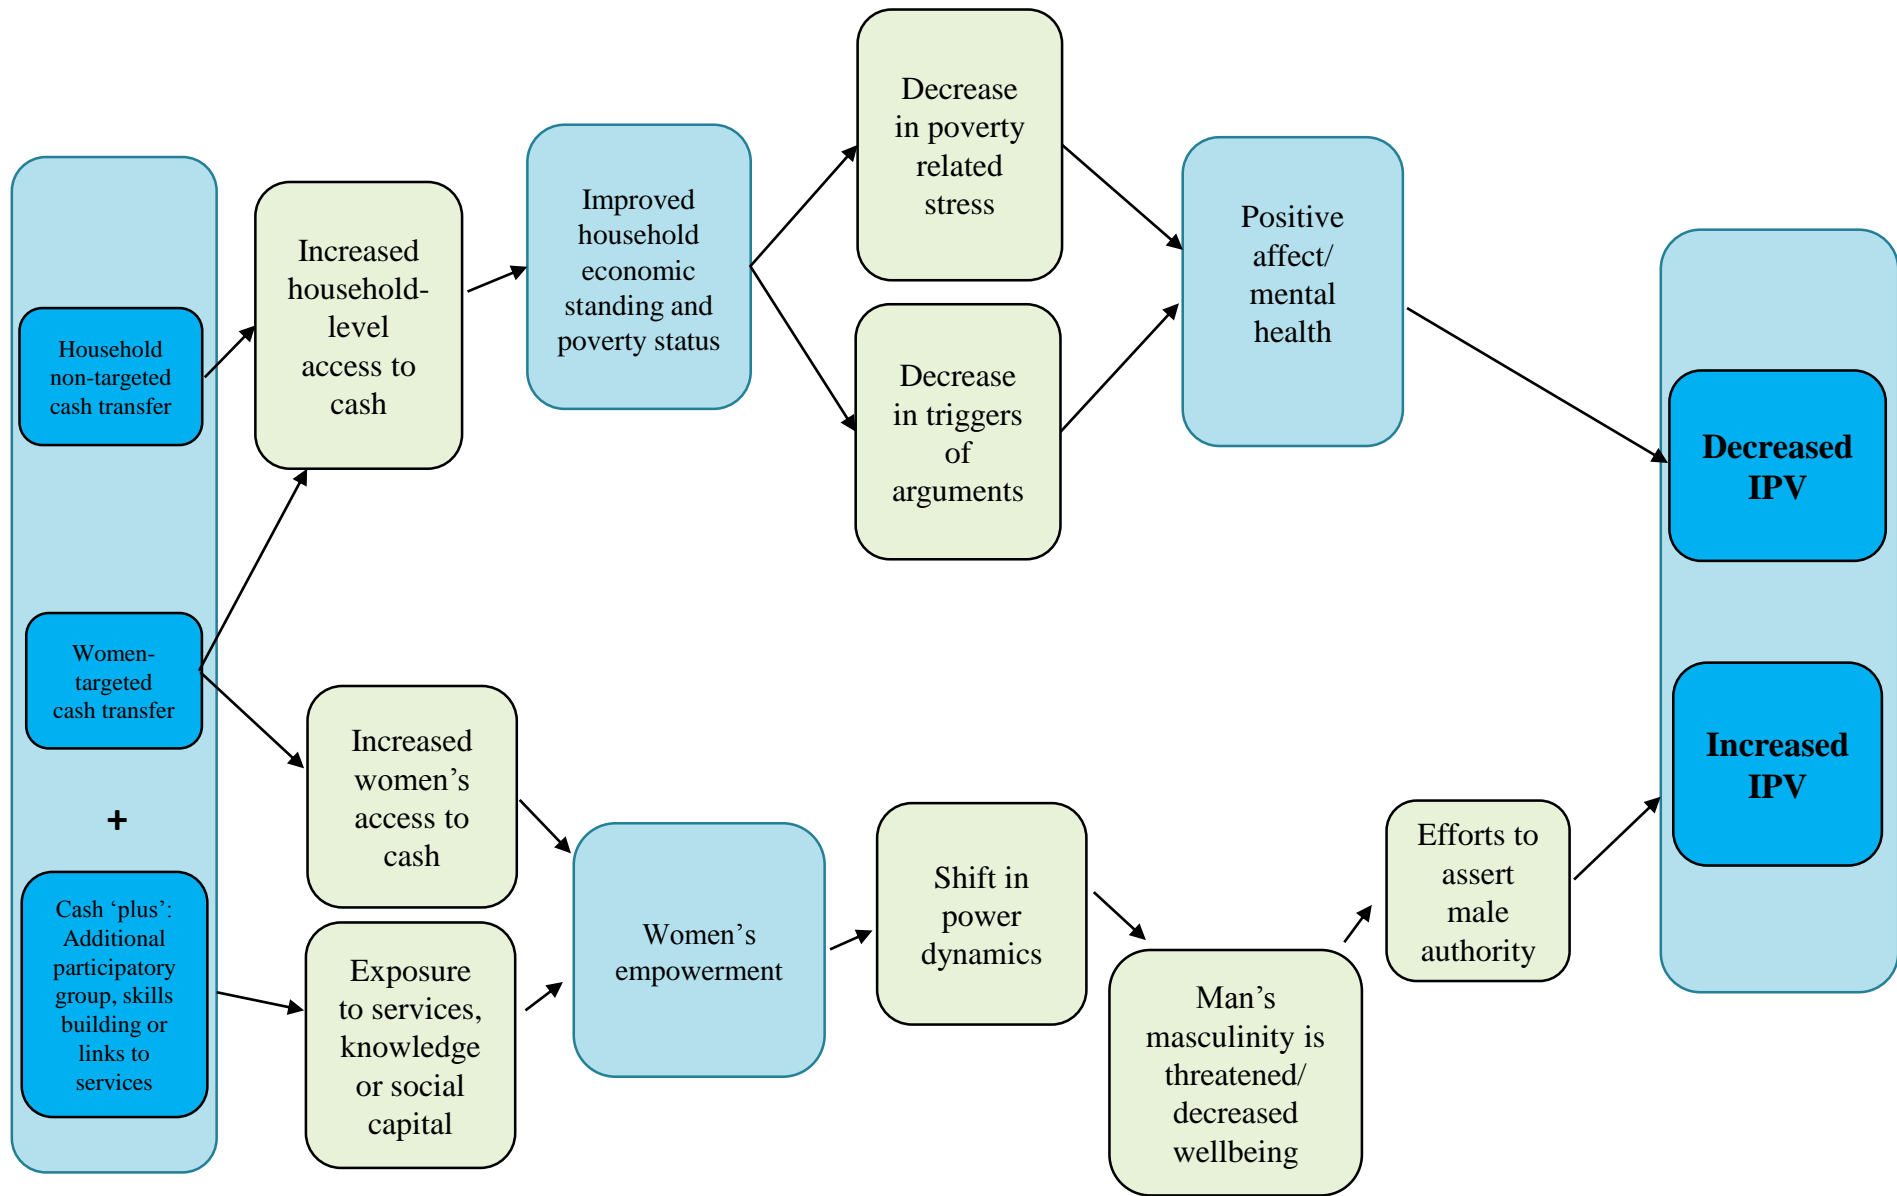 Household
non-targeted
cash transfer
Women-
targeted
cash transfer
+
Cash ‘plus’:
Additional
participatory
group, skills
building or
links to
services
Increased
household-
level
access to
cash
Increased
women’s
access to
cash
Exposure
to services,
knowledge
or social
capital
Improved
household
economic
standing and
poverty status
Women’s
empowerment
Decrease
in poverty
related
stress
Decrease
in triggers
of
arguments
Shift in
power
dynamics
Positive
affect/
mental
health
Man’s
masculinity is
threatened/
decreased
wellbeing
Efforts to
assert
male
authority
Decreased
IPV
Increased
IPV